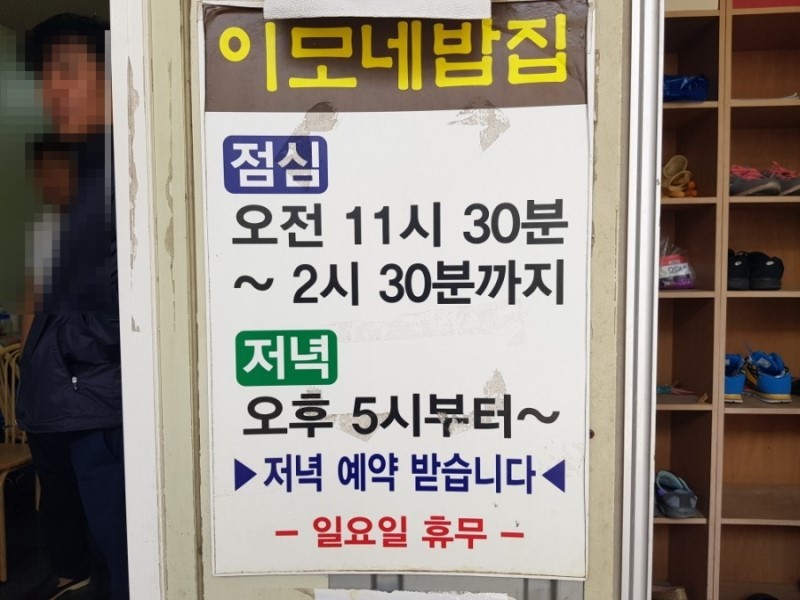 이모네밥집
점심
오전 11시 30분
~ 2시 30분까지
저녁
오후 5시부터~
▶저녁 예약 받습니다◀
- 일요일 휴무 -